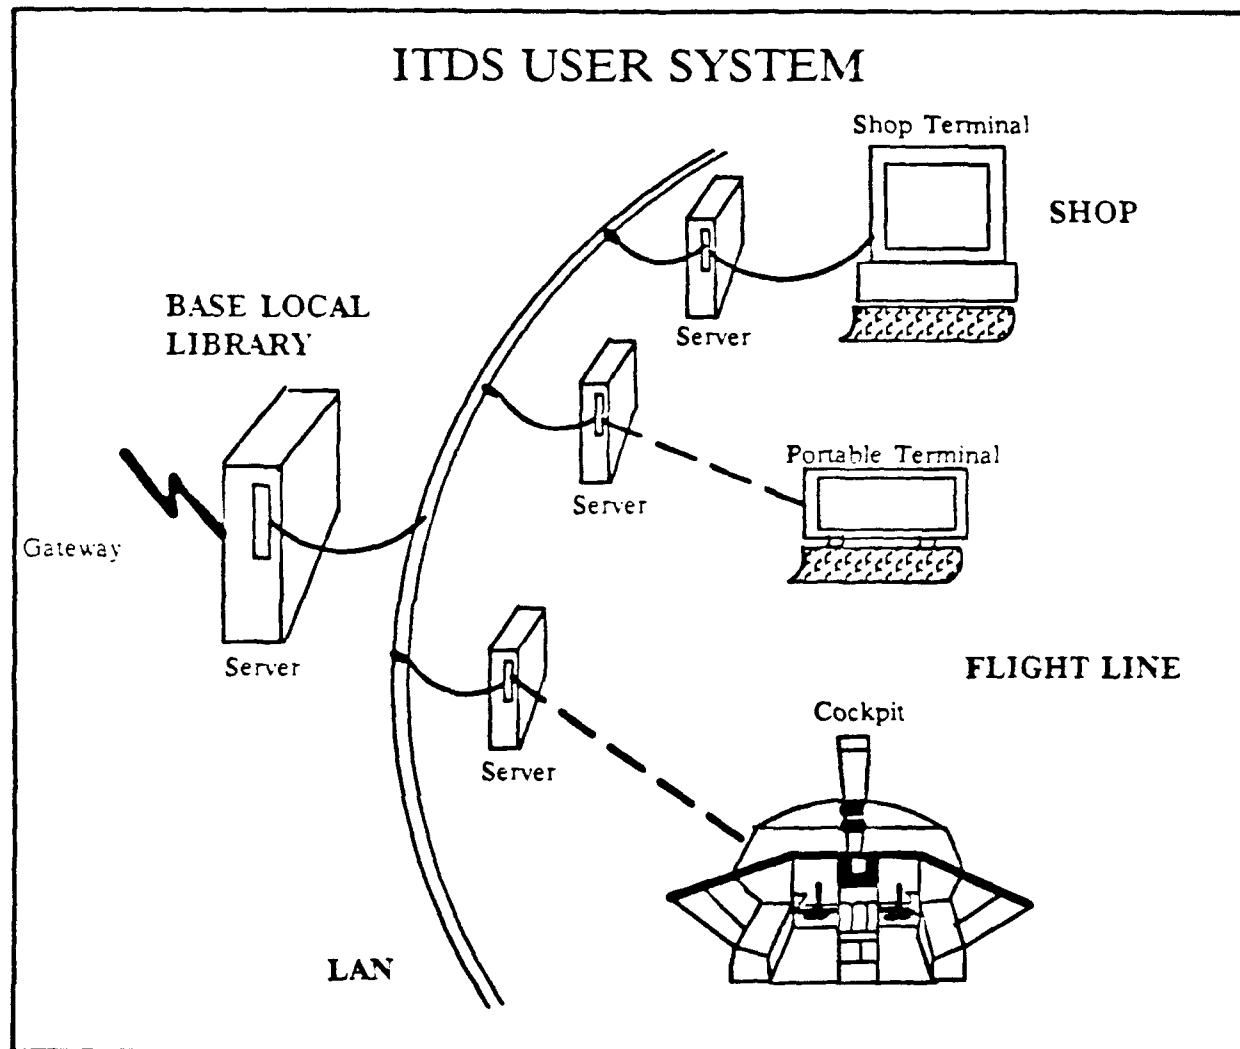 ITDS USER SYSTEM
Shop Terminal
SHOP
BASE LOCAL
LIBRARY
Server
Portable Terminal
Server
Gateway
Server
FLIGHT LINE
Cockpit
Server
LAN